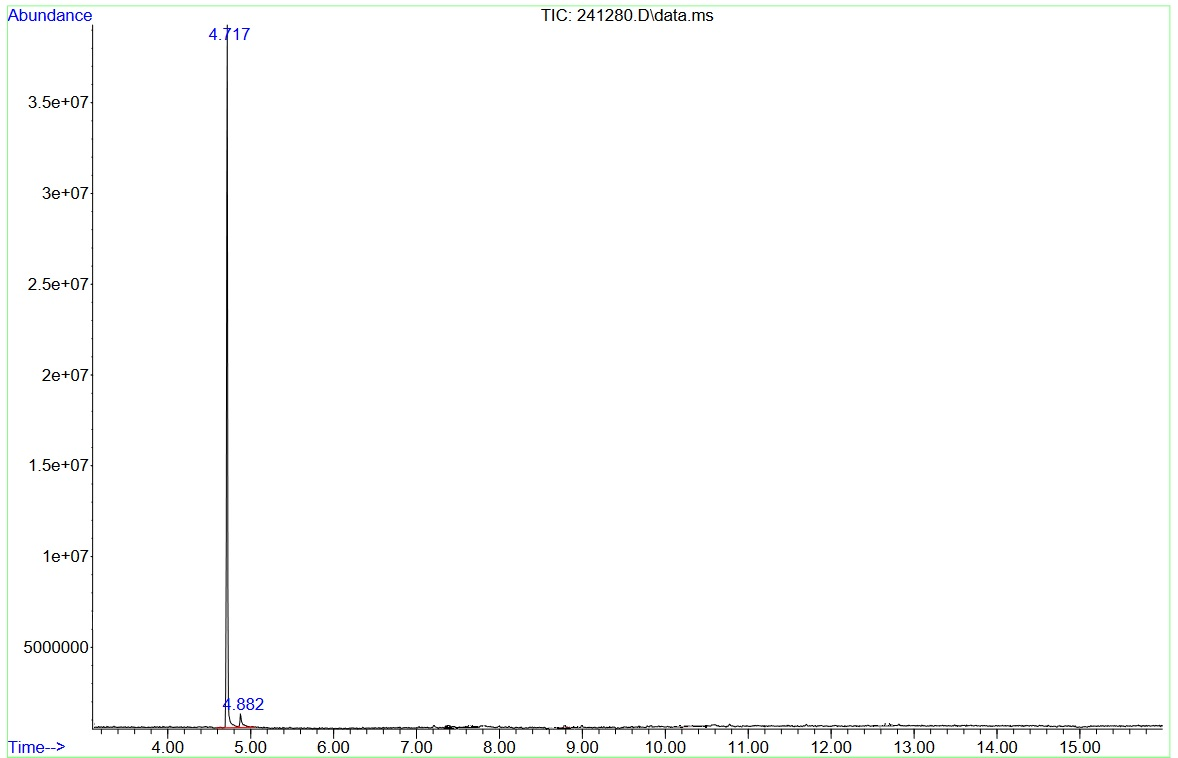 Abundance
TIC: 241280.D\data.ms
4.717
3.5e+07
3e+07
2.5e+07
2e+07
1.5e+07
1e+07
5000000
4.882
Time-->
4.00 5.00 6.00 7.00 8.00 9.00 10.00 11.00 12.00 13.00 14.00 15.00